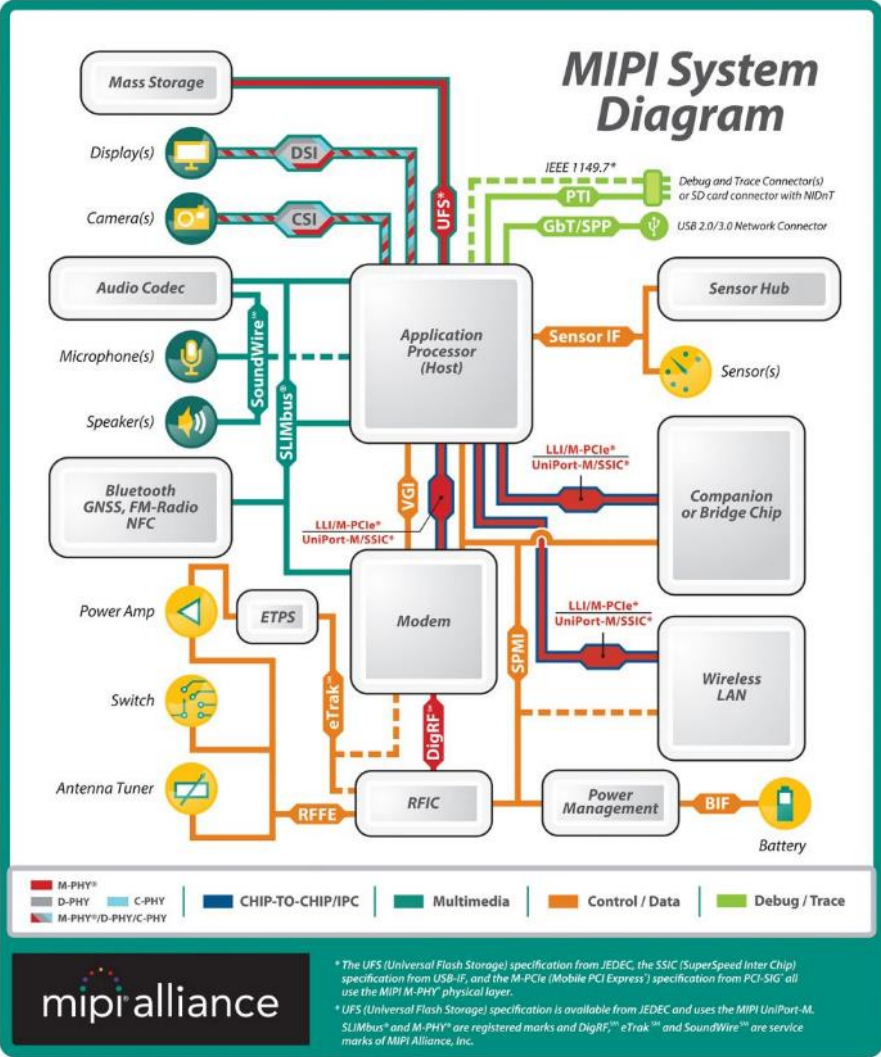 MIPI System
Diagram
Mass Storage
Display(s)
DSI
Camera(s)
CSI
UFS*
IEEE 1149.7*
PTI
Debug and Trace Connector(s)
or SD card connector with NIDnT
GbT/SPP
USB 2.0/3.0 Network Connector
Audio Codec
Microphone(s)
Speaker(s)
SoundWire℠
SLIMbus®
Application
Processor
(Host)
Sensor IF
Sensor Hub
Sensor(s)
Bluetooth
GNSS, FM-Radio
NFC
VGI
LLI/M-PCIe*
UniPort-M/SSIC*
LLI/M-PCIe*
UniPort-M/SSIC*
Companion
or Bridge Chip
Power Amp
ETPS
Modem
LLI/M-PCIe*
UniPort-M/SSIC*
SPMI
Wireless
LAN
Switch
eTrak℠
DigRF℠
Antenna Tuner
RFFE
RFIC
Power
Management
BIF
Battery
M-PHY®
D-PHY
C-PHY
M-PHY®/D-PHY/C-PHY
CHIP-TO-CHIP/IPC
Multimedia
Control / Data
Debug / Trace
mipi® alliance
* The UFS (Universal Flash Storage) specification from JEDEC, the SSIC (SuperSpeed Inter Chip)
specification from USB-IF, and the M-PCIe (Mobile PCI Express®) specification from PCI-SIG® all
use the MIPI M-PHY® physical layer.
* UFS (Universal Flash Storage) specification is available from JEDEC and uses the MIPI UniPort-M.
SLIMbus® and M-PHY® are registered marks and DigRF,℠ eTrak ℠ and SoundWire ℠ are service
marks of MIPI Alliance, Inc.